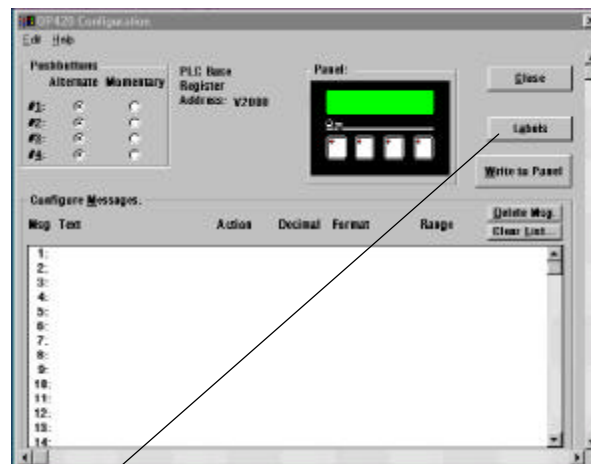 DP420 Configuration
Edit Help
Pushbuttons
Alternate Momentary
#1:
#2:
#3:
#4:
PLC Base
Register
Address: V2000
Panel:
Close
Labels
Write to Panel
Configure Messages.
Delete Msg.
Clear List...
Msg Text Action Decimal Format Range
1:
2:
3:
4:
5:
6:
7:
8:
9:
10:
11:
12:
13:
14: